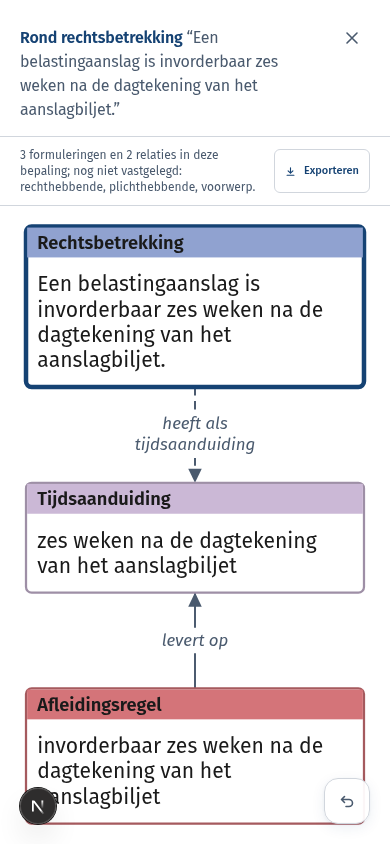 Rond rechtsbetrekking “Een
belastingaanslag is invorderbaar zes
weken na de dagtekening van het
aanslagbiljet.”
3 formuleringen en 2 relaties in deze
bepaling; nog niet vastgelegd:
rechthebbende, plichthebbende, voorwerp.
Exporteren
Rechtsbetrekking
Een belastingaanslag is
invorderbaar zes weken na de
dagtekening van het
aanslagbiljet.
heeft als
tijdsaanduiding
Tijdsaanduiding
zes weken na de dagtekening
van het aanslagbiljet
levert op
Afleidingsregel
invorderbaar zes weken na de
dagtekening van het
aanslagbiljet
N